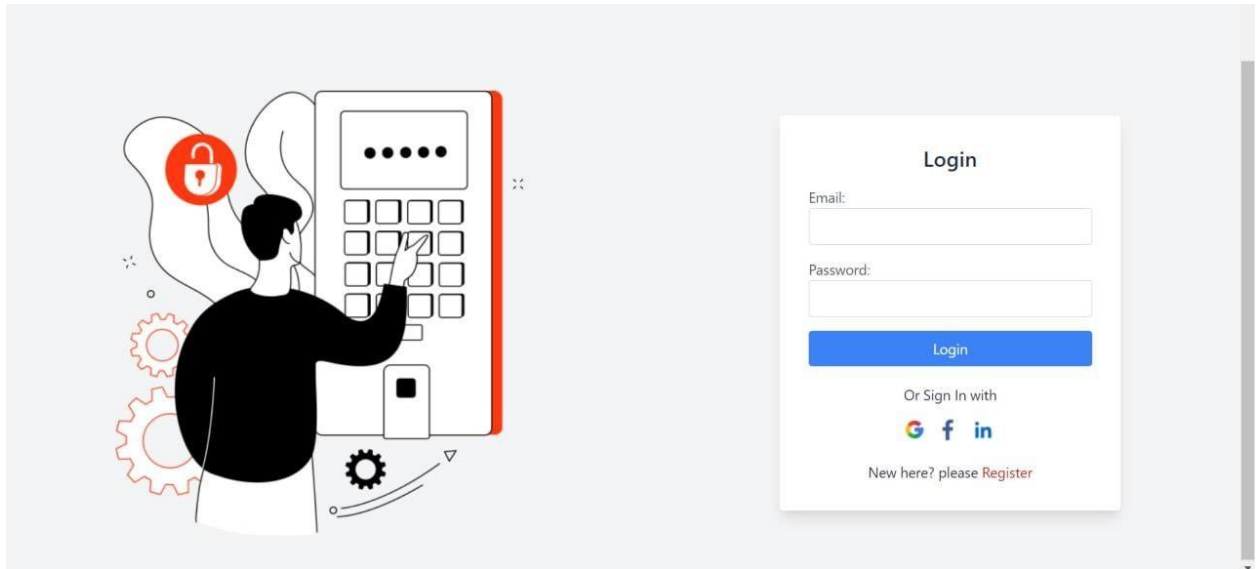 Login
Email:
Password:
Login
Or Sign In with
G f in
New here? please Register